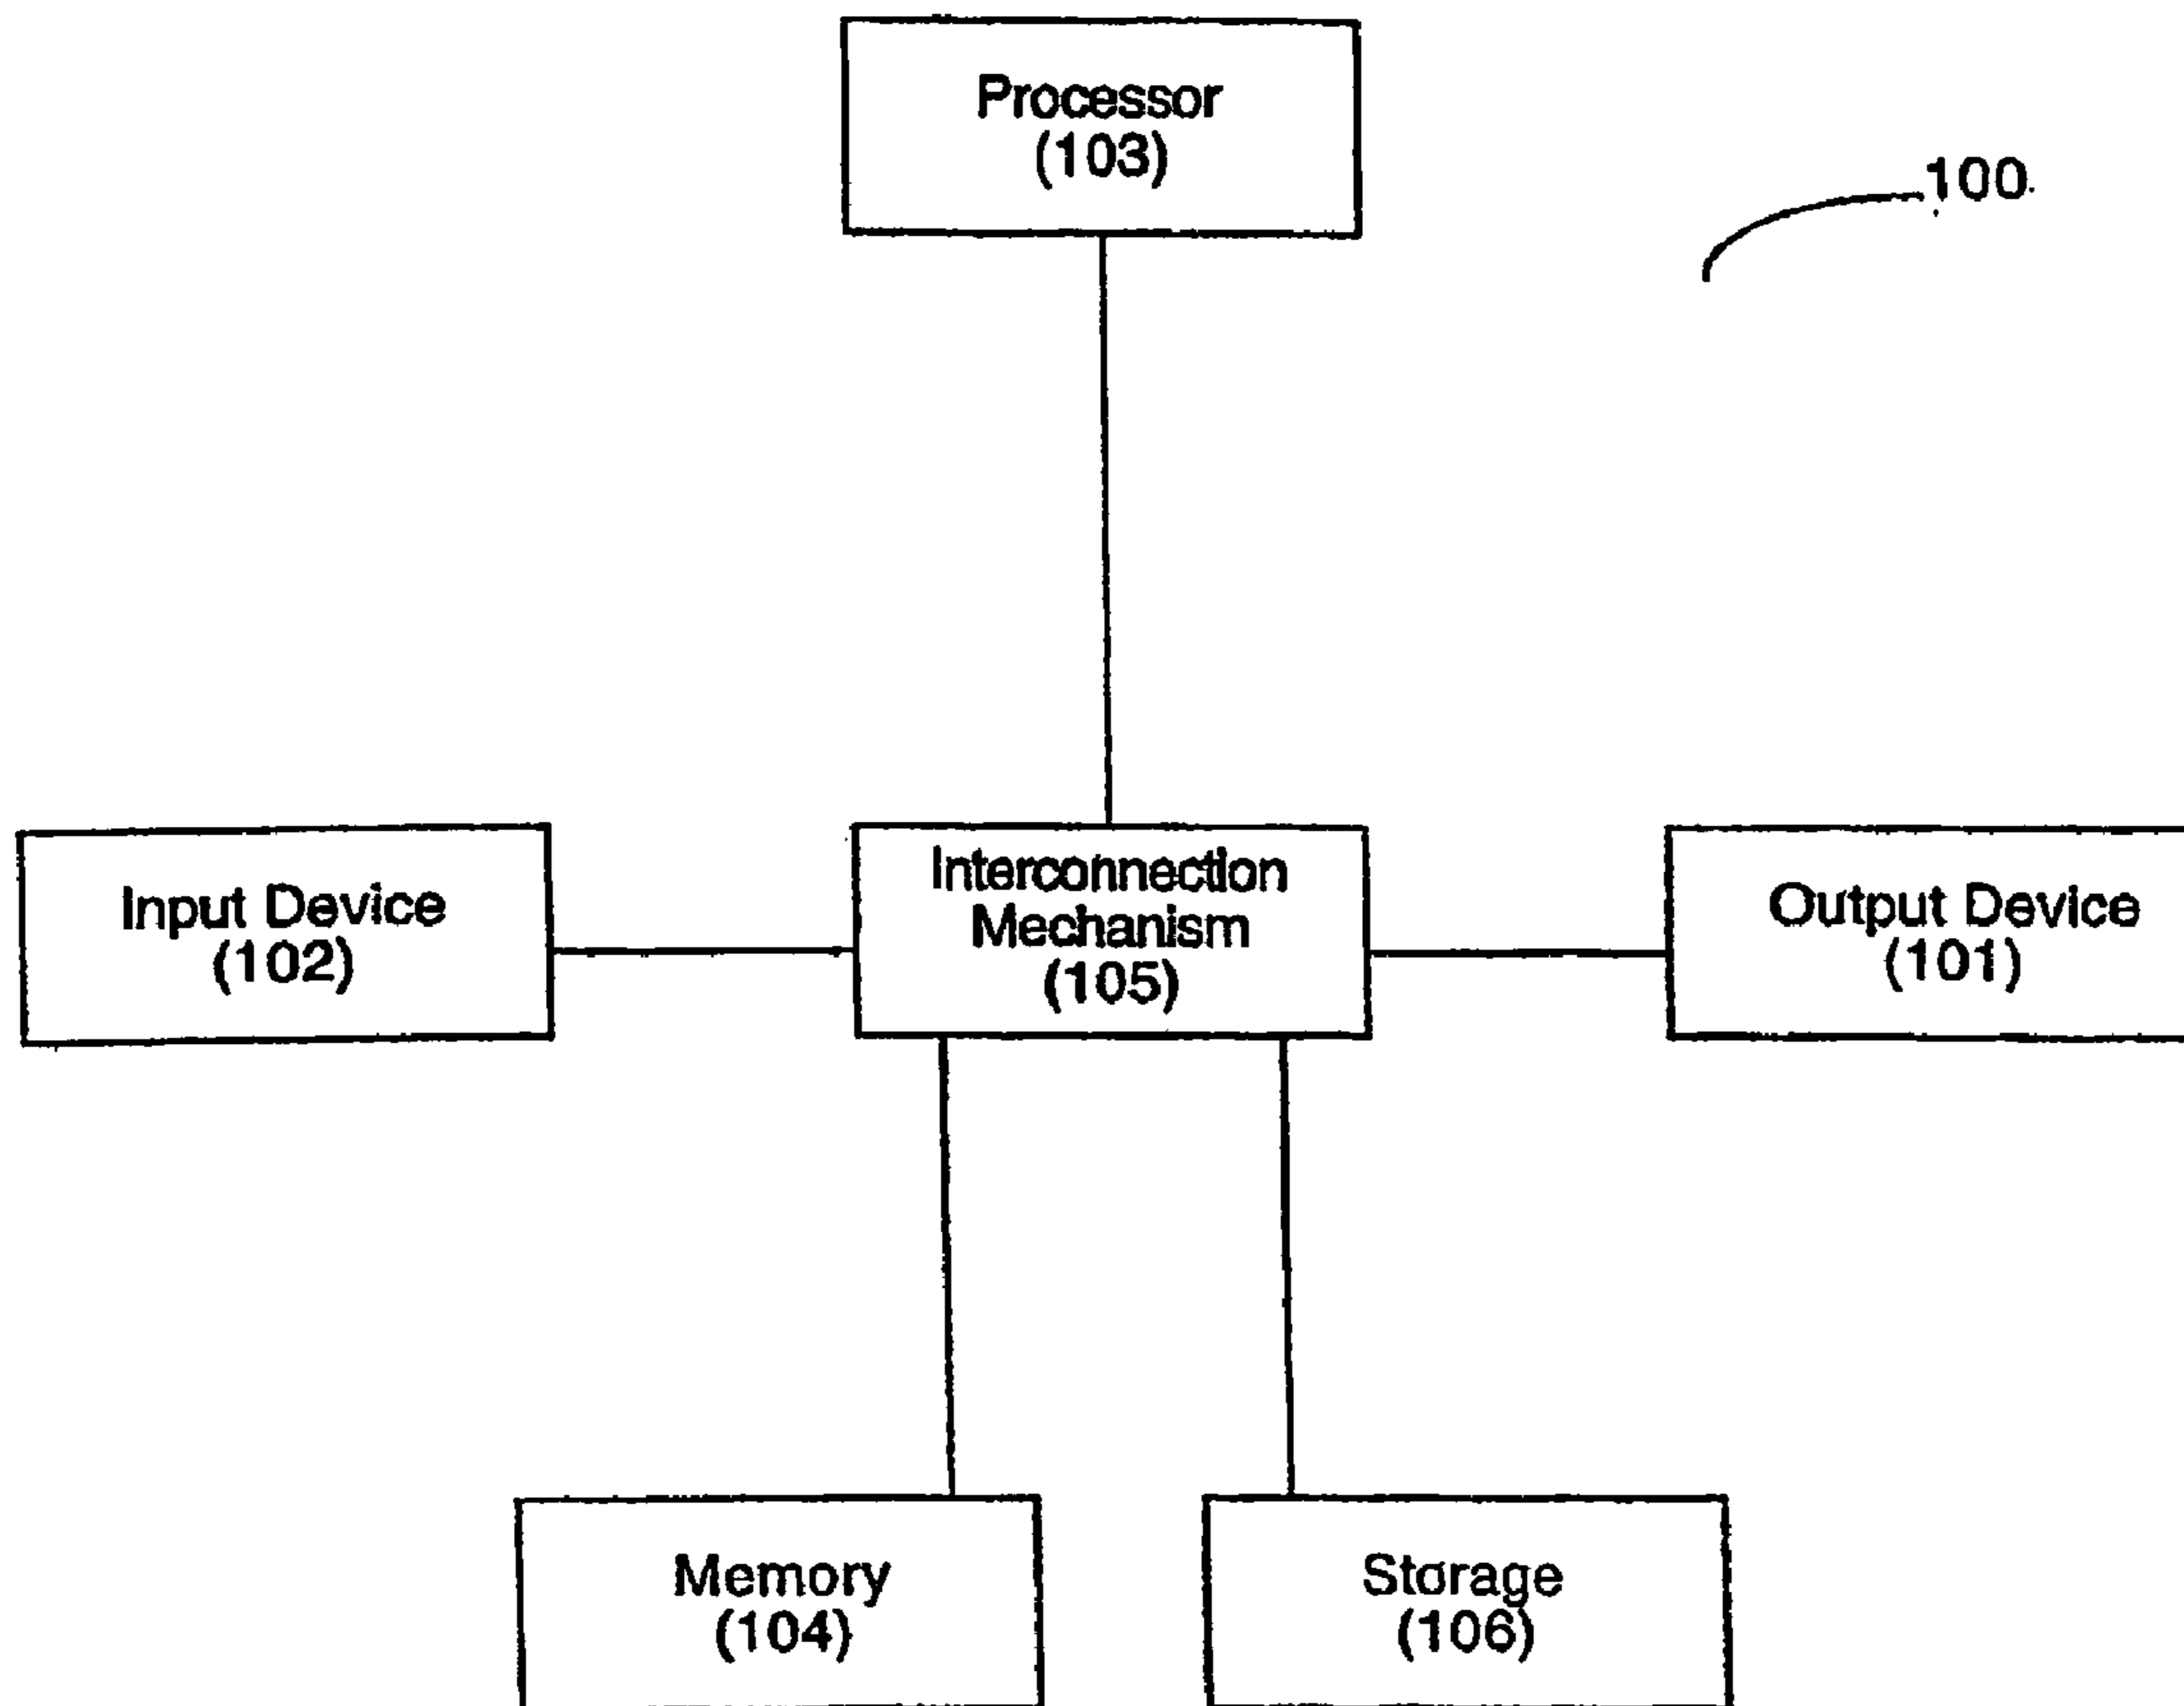 Processor
(103)
100
Input Device
(102)
Interconnection
Mechanism
(105)
Output Device
(101)
Memory
(104)
Storage
(106)